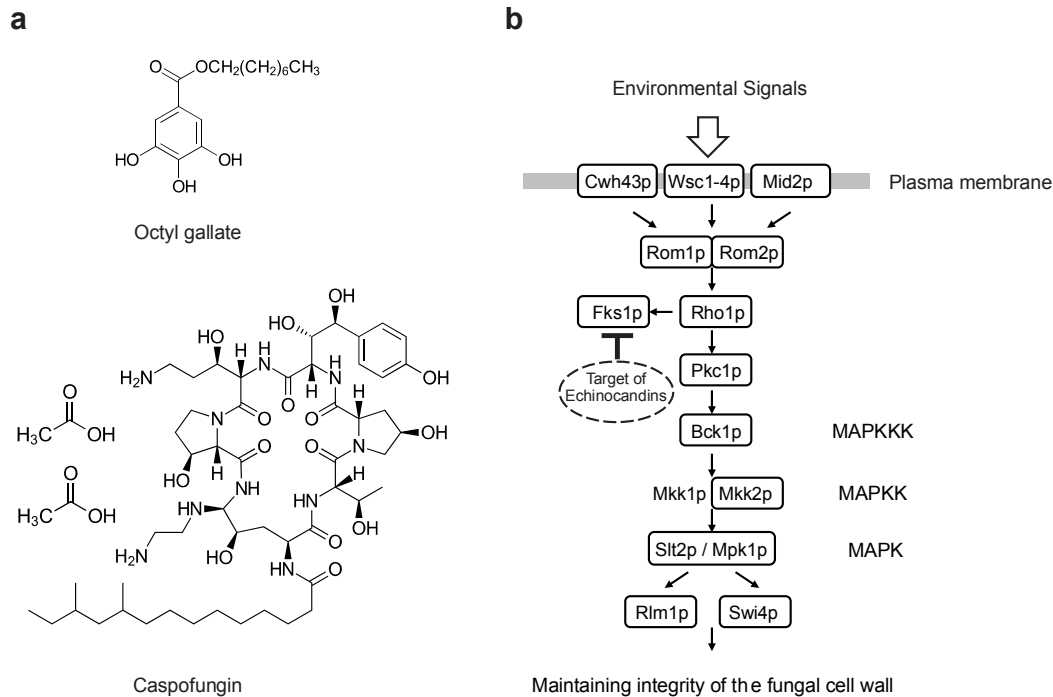 a
O
OCH₂(CH₂)₆CH₃
HO
OH
OH
Octyl gallate
OH
HO
HO
H
H
N
O
NH
H
OH
H₂N
O
O
O
H₃C
OH
N
O
O
N
OH
HO
H
NH
O
O
H
O
H₃C
OH
HN
HN
OH
H₂N
HO
O
O
HN
O
Caspofungin
b
Environmental Signals
Cwh43p Wsc1-4p Mid2p Plasma membrane
Rom1p Rom2p
Fks1p Rho1p
Target of
Echinocandins
Pkc1p
Bck1p MAPKKK
Mkk1p Mkk2p MAPKK
Slt2p / Mpk1p MAPK
Rlm1p Swi4p
Maintaining integrity of the fungal cell wall